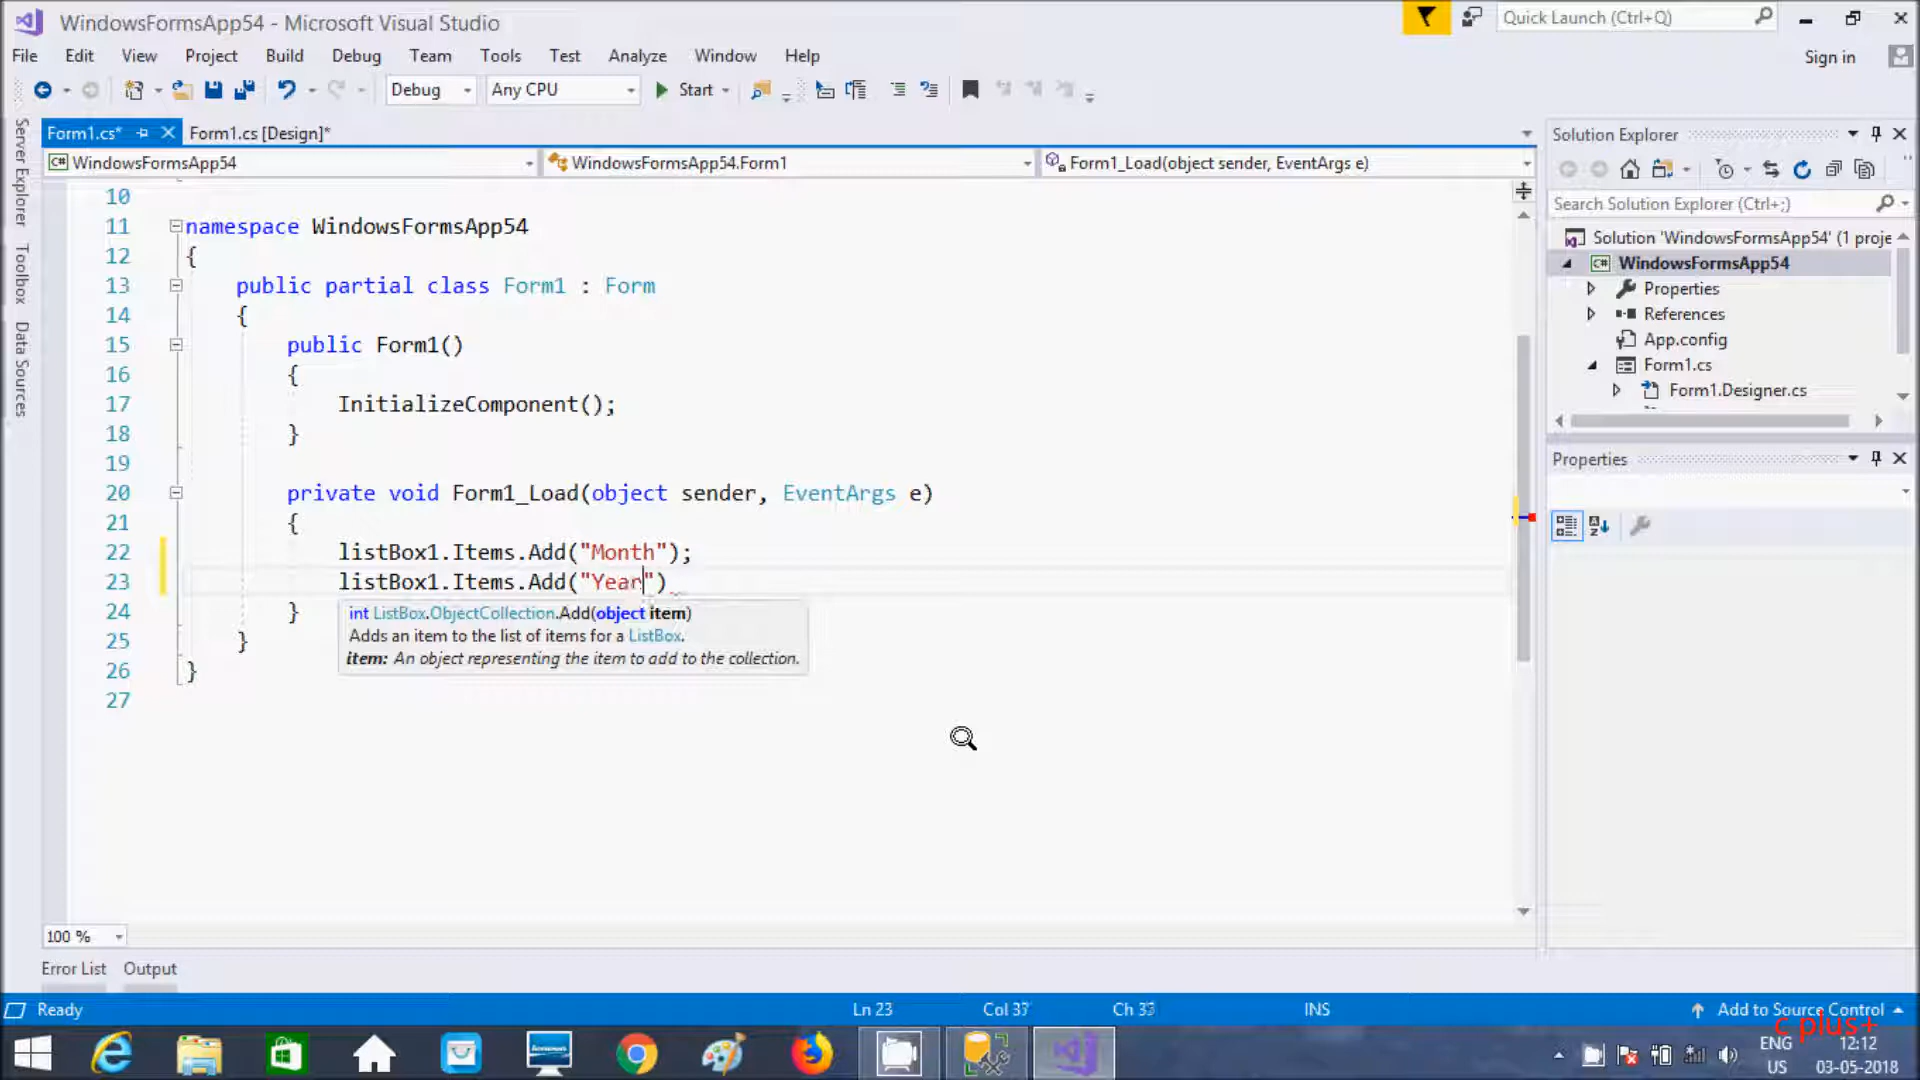 WindowsFormsApp54 - Microsoft Visual Studio
Quick Launch (Ctrl+Q)
File Edit View Project Build Debug Team Tools Test Analyze Window Help
Sign in
Debug Any CPU Start
Form1.cs* Form1.cs [Design]*
C# WindowsFormsApp54 WindowsFormsApp54.Form1 Form1_Load(object sender, EventArgs e)
Server Explorer
Toolbox
Data Sources
10
11 namespace WindowsFormsApp54
12 {
13 public partial class Form1 : Form
14 {
15 public Form1()
16 {
17 InitializeComponent();
18 }
19
20 private void Form1_Load(object sender, EventArgs e)
21 {
22 listBox1.Items.Add("Month");
23 listBox1.Items.Add("Year")
24 }
25 }
26 }
27
int ListBox.ObjectCollection.Add(object item)
Adds an item to the list of items for a ListBox.
item: An object representing the item to add to the collection.
Solution Explorer
Search Solution Explorer (Ctrl+;)
Solution 'WindowsFormsApp54' (1 proje
C# WindowsFormsApp54
Properties
References
App.config
Form1.cs
Form1.Designer.cs
Properties
100 %
Error List Output
Ready Ln 23 Col 37 Ch 33 INS Add to Source Control
c plus+
ENG
US
12:12
03-05-2018